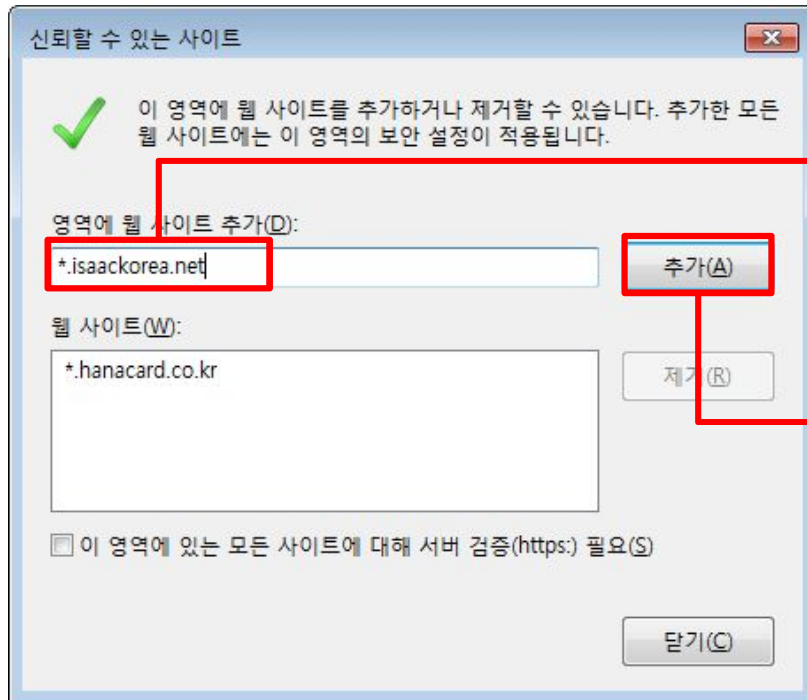 신뢰할 수 있는 사이트
이 영역에 웹 사이트를 추가하거나 제거할 수 있습니다. 추가한 모든
웹 사이트에는 이 영역의 보안 설정이 적용됩니다.
영역에 웹 사이트 추가(D):
*.isaackorea.net
추가(A)
웹 사이트(W):
*.hanacard.co.kr
제거(R)
이 영역에 있는 모든 사이트에 대해 서버 검증(https:) 필요(S)
닫기(C)